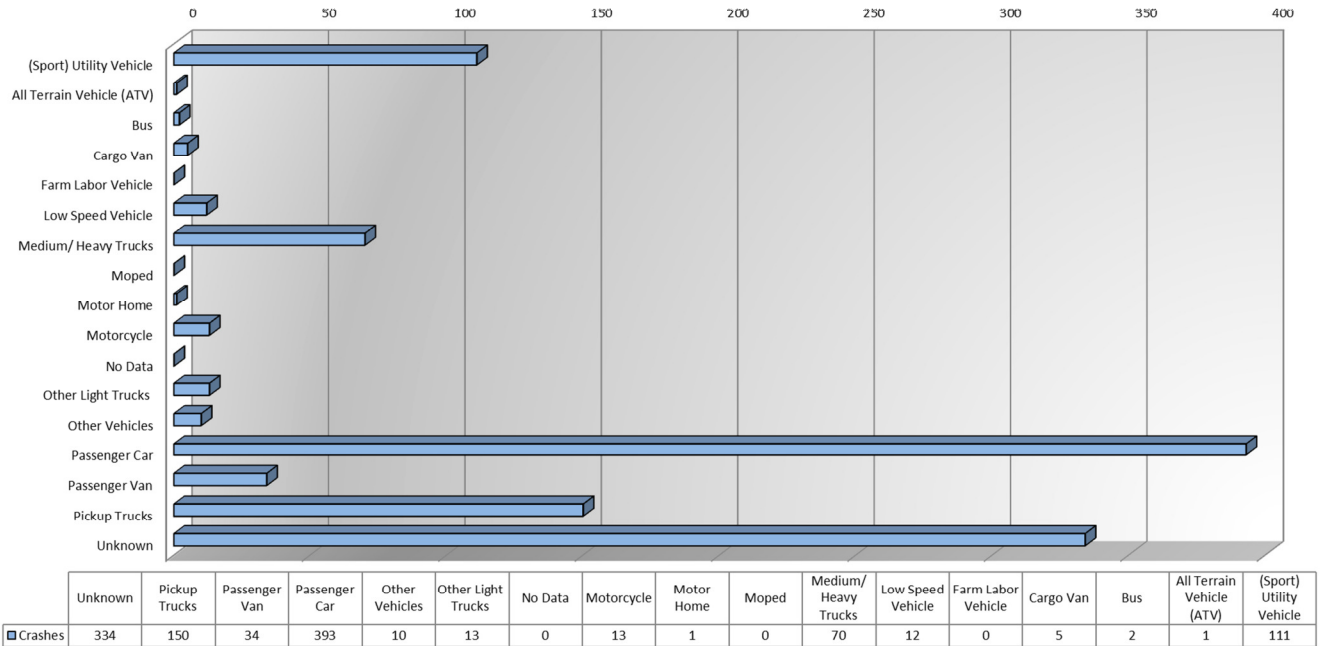 0 50 100 150 200 250 300 350 400
(Sport) Utility Vehicle
All Terrain Vehicle (ATV)
Bus
Cargo Van
Farm Labor Vehicle
Low Speed Vehicle
Medium/ Heavy Trucks
Moped
Motor Home
Motorcycle
No Data
Other Light Trucks
Other Vehicles
Passenger Car
Passenger Van
Pickup Trucks
Unknown
Unknown Pickup Trucks Passenger Van Passenger Car Other Vehicles Other Light Trucks No Data Motorcycle Motor Home Moped Medium/ Heavy Trucks Low Speed Vehicle Farm Labor Vehicle Cargo Van Bus All Terrain Vehicle (ATV) (Sport) Utility Vehicle
Crashes 334 150 34 393 10 13 0 13 1 0 70 12 0 5 2 1 111